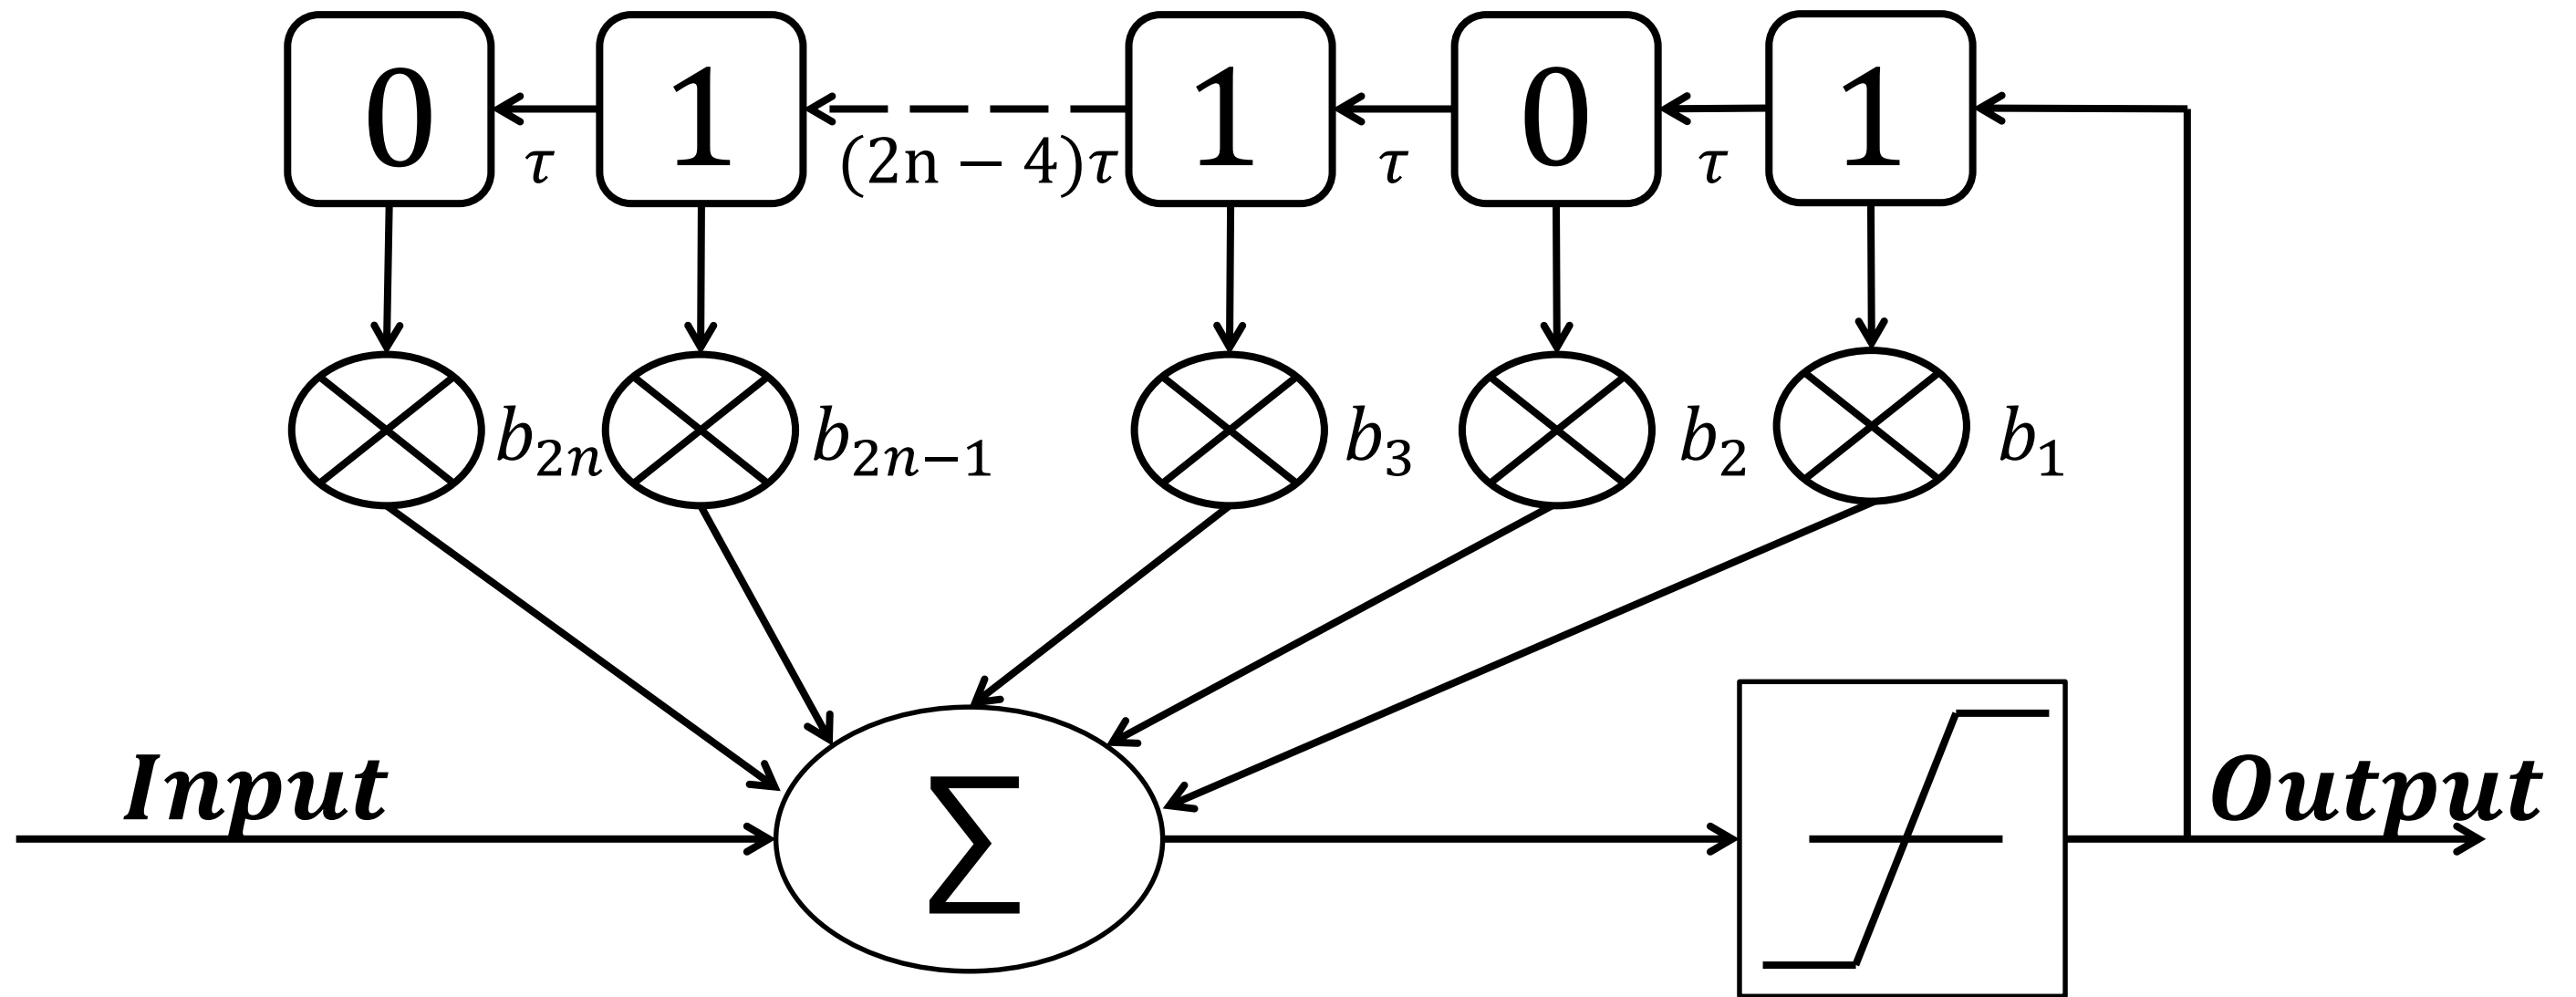 0 1 1 0 1
τ (2n − 4)τ τ τ
b₂ₙ b₂ₙ₋₁ b₃ b₂ b₁
Input Σ Output